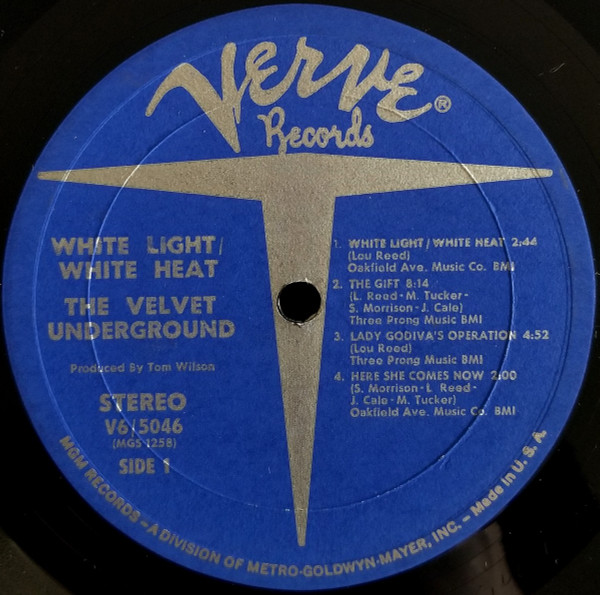 VERVE®
Records
WHITE LIGHT/
WHITE HEAT
THE VELVET
UNDERGROUND
Produced By Tom Wilson
STEREO
V6/5046
(MGS 1258)
SIDE 1
1. WHITE LIGHT/WHITE HEAT 2:44
(Lou Reed)
Oakfield Ave. Music Co. BMI
2. THE GIFT 8:14
(L. Reed-M. Tucker-
S. Morrison-J. Cale)
Three Prong Music BMI
3. LADY GODIVA'S OPERATION 4:52
(Lou Reed)
Three Prong Music BMI
4. HERE SHE COMES NOW 2:00
(S. Morrison-L Reed-
J. Cale-M. Tucker)
Oakfield Ave. Music Co. BMI
MGM RECORDS – A DIVISION OF METRO-GOLDWYN-MAYER, INC. – Made in U.S.A.